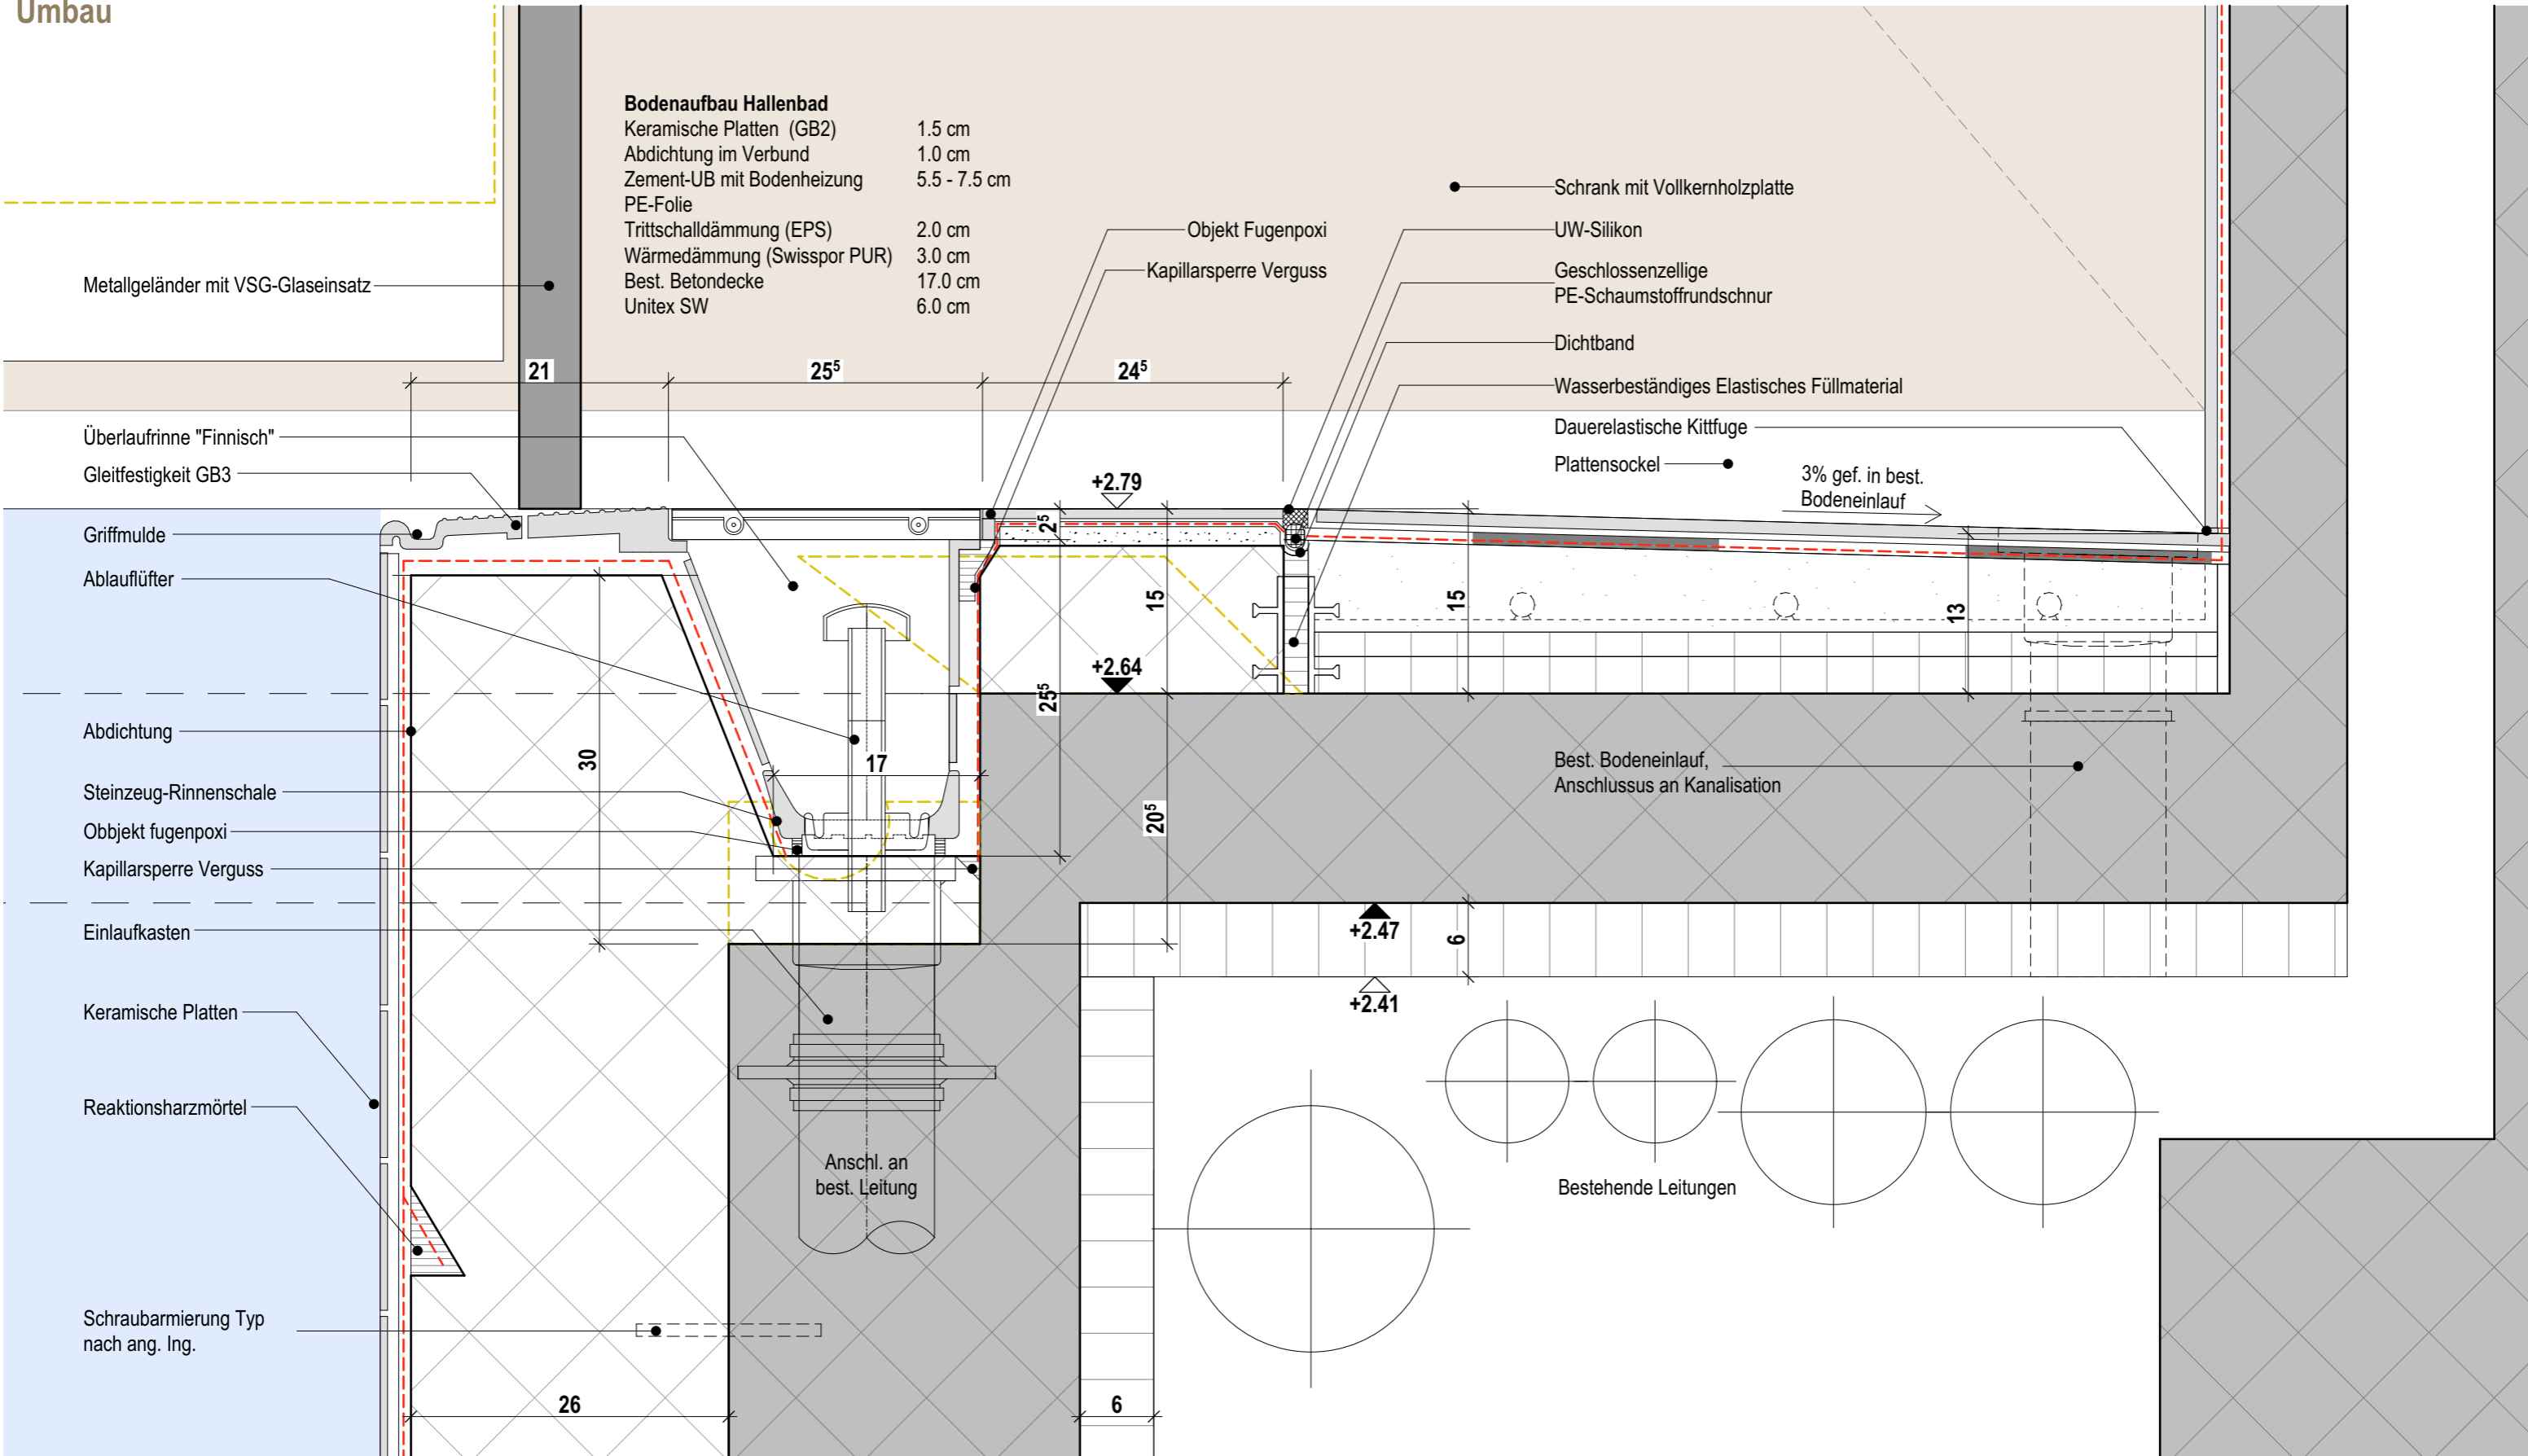 Umbau
Bodenaufbau Hallenbad
Keramische Platten (GB2) 1.5 cm
Abdichtung im Verbund 1.0 cm
Zement-UB mit Bodenheizung 5.5 - 7.5 cm
PE-Folie
Trittschalldämmung (EPS) 2.0 cm
Wärmedämmung (Swisspor PUR) 3.0 cm
Best. Betondecke 17.0 cm
Unitex SW 6.0 cm
Objekt Fugenpoxi
Kapillarsperre Verguss
Schrank mit Vollkernholzplatte
UW-Silikon
Geschlossenzellige
PE-Schaumstoffrundschnur
Dichtband
Wasserbeständiges Elastisches Füllmaterial
Dauerelastische Kittfuge
Plattensockel
3% gef. in best.
Bodeneinlauf
Metallgeländer mit VSG-Glaseinsatz
21
25⁵
24⁵
Überlaufrinne "Finnisch"
Gleitfestigkeit GB3
Griffmulde
Ablauflüfter
Abdichtung
Steinzeug-Rinnenschale
Obbjekt fugenpoxi
Kapillarsperre Verguss
Einlaufkasten
Keramische Platten
Reaktionsharzmörtel
Schraubarmierung Typ
nach ang. Ing.
+2.79
2⁵
15
15
13
+2.64
25⁵
30
17
20⁵
Best. Bodeneinlauf,
Anschlussus an Kanalisation
+2.47
6
+2.41
Anschl. an
best. Leitung
Bestehende Leitungen
26
6